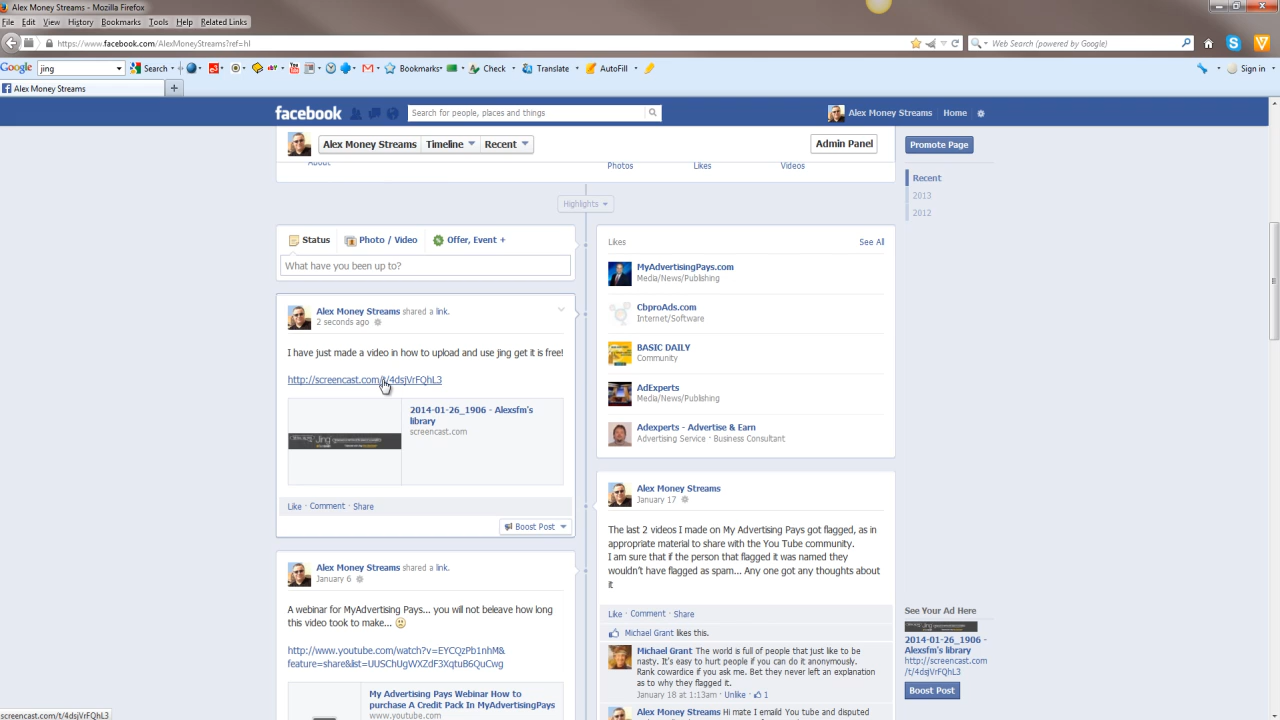 Alex Money Streams - Mozilla Firefox
File Edit View History Bookmarks Tools Help Related Links
https://www.facebook.com/AlexMoneyStreams?ref=hl
Web Search (powered by Google)
Google jing Search Bookmarks Check Translate AutoFill Sign in
Alex Money Streams
facebook Search for people, places and things Alex Money Streams Home
Alex Money Streams Timeline Recent Admin Panel Promote Page
About Photos Likes Videos
Recent
2013
2012
Highlights
Status Photo / Video Offer, Event +
What have you been up to?
Alex Money Streams shared a link.
2 seconds ago
I have just made a video in how to upload and use jing get it is free!
http://screencast.com/t/4dsjVrFQhL3
2014-01-26_1906 - Alexsfm's
library
screencast.com
Jing
Like · Comment · Share
Boost Post
Alex Money Streams shared a link.
January 6
A webinar for MyAdvertising Pays... you will not beleave how long
this video took to make...
http://www.youtube.com/watch?v=EYCQzPb1nhM&
feature=share&list=UUSChUgWXZdF3XqtuB6QuCwg
My Advertising Pays Webinar How to
purchase A Credit Pack In MyAdvertisingPays
www.youtube.com
Likes See All
MyAdvertisingPays.com
Media/News/Publishing
CbproAds.com
Internet/Software
BASIC DAILY
Community
AdExperts
Media/News/Publishing
Adexperts - Advertise & Earn
Advertising Service · Business Consultant
Alex Money Streams
January 17
The last 2 videos I made on My Advertising Pays got flagged, as in
appropriate material to share with the You Tube community.
I am sure that if the person that flagged it was named they
wouldn't have flagged as spam... Any one got any thoughts about
it
Like · Comment · Share
Michael Grant likes this.
Michael Grant The world is full of people that just like to be
nasty. It's easy to hurt people if you can do it anonymously.
Rank cowardice if you ask me. Bet they never left an explanation
as to why they flagged it.
January 18 at 1:13am · Unlike · 1
Alex Money Streams Hi mate I emaild You Tube and disputed
See Your Ad Here
2014-01-26_1906 -
Alexsfm's library
http://screencast.com
/t/4dsjVrFQhL3
Boost Post
screencast.com/t/4dsjVrFQhL3